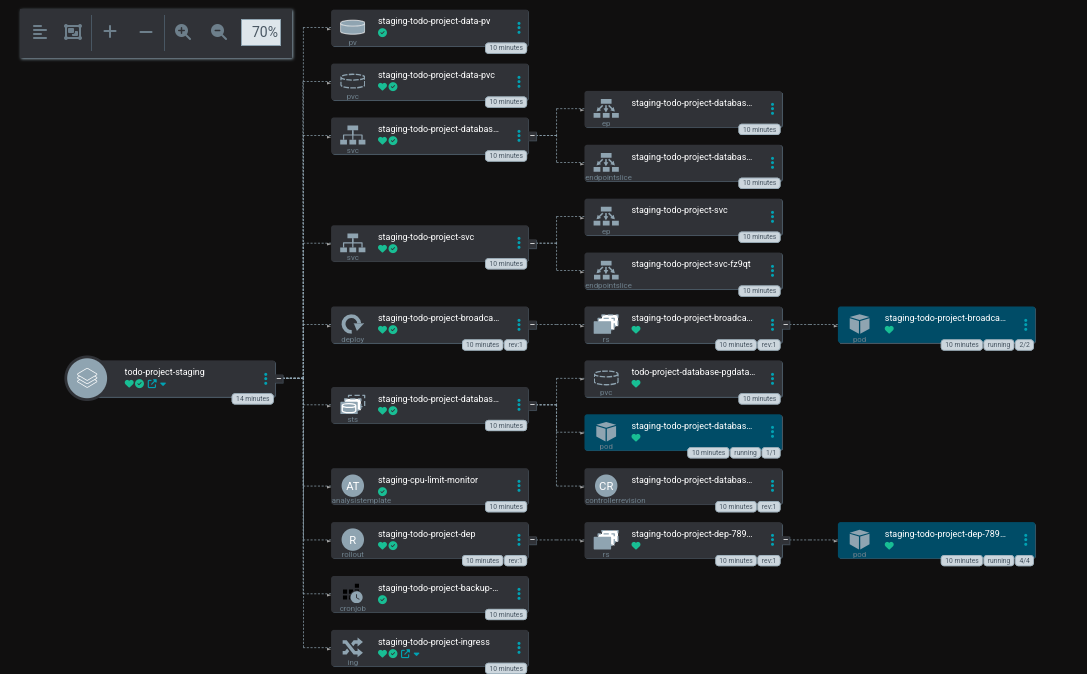 70%
staging-todo-project-data-pv
pv
10 minutes
staging-todo-project-data-pvc
pvc
10 minutes
staging-todo-project-databas...
svc
10 minutes
staging-todo-project-databas...
ep
10 minutes
staging-todo-project-databas...
endpointslice
10 minutes
staging-todo-project-svc
svc
10 minutes
staging-todo-project-svc
ep
10 minutes
staging-todo-project-svc-fz9qt
endpointslice
10 minutes
staging-todo-project-broadca...
deploy
10 minutes rev:1
staging-todo-project-broadca...
rs
10 minutes rev:1
staging-todo-project-broadca...
pod
10 minutes running 2/2
todo-project-staging
14 minutes
staging-todo-project-databas...
sts
10 minutes
todo-project-database-pgdata...
pvc
10 minutes
staging-todo-project-databas...
pod
10 minutes running 1/1
staging-todo-project-databas...
CR
controllerrevision
10 minutes rev:1
staging-cpu-limit-monitor
AT
analysistemplate
10 minutes
staging-todo-project-dep
R
rollout
10 minutes rev:1
staging-todo-project-dep-789...
rs
10 minutes rev:1
staging-todo-project-dep-789...
pod
10 minutes running 4/4
staging-todo-project-backup-...
cronjob
10 minutes
staging-todo-project-ingress
ing
10 minutes